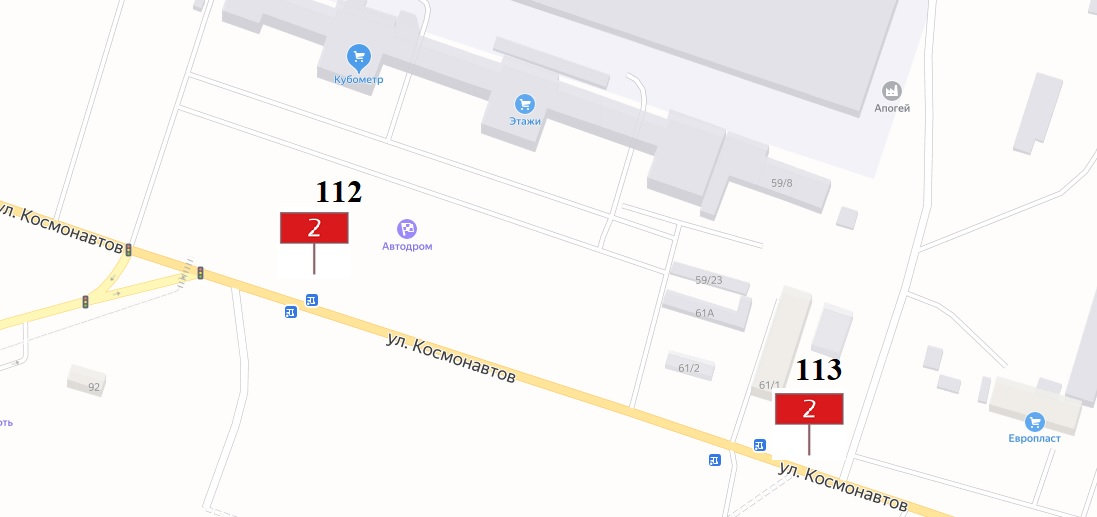 Кубометр
Этажи
Апогей
59/8
112
2
Автодром
ул. Космонавтов
59/23
61А
ул. Космонавтов
61/2
61/1
113
2
92
Европласт
ул. Космонавтов